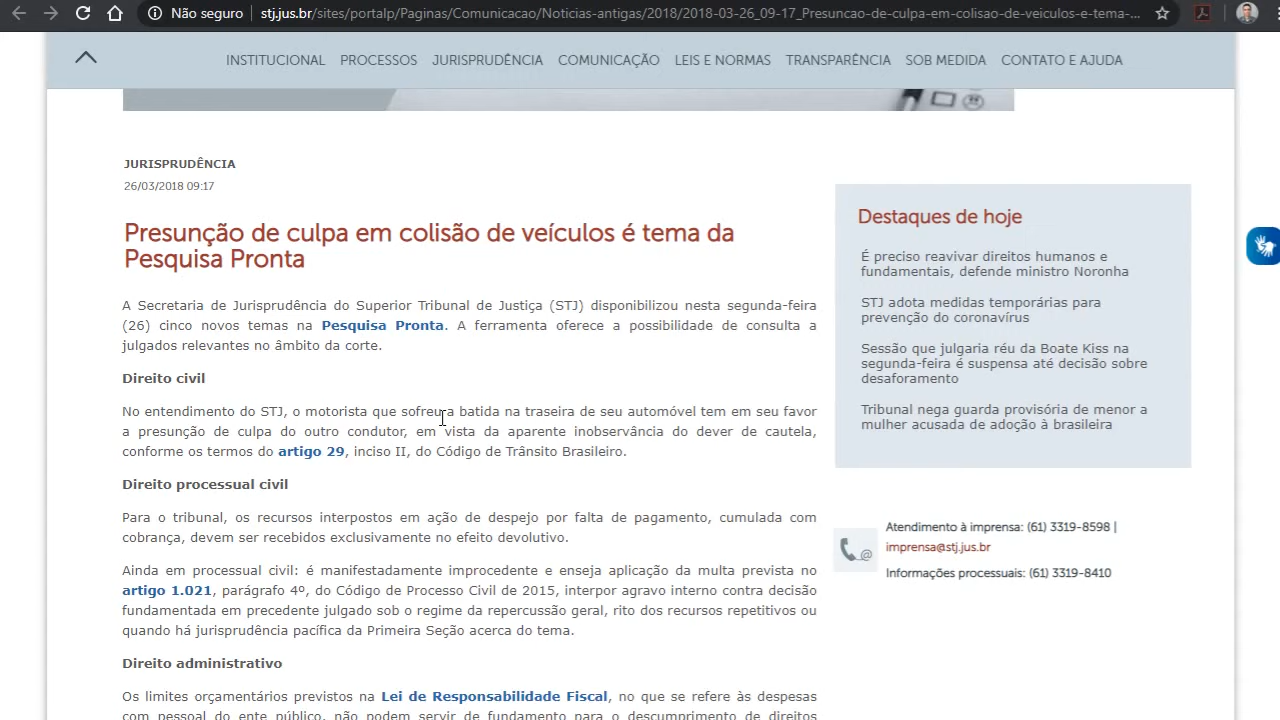 Não seguro
stj.jus.br/sites/portalp/Paginas/Comunicacao/Noticias-antigas/2018/2018-03-26_09-17_Presuncao-de-culpa-em-colisao-de-veiculos-e-tema-...
INSTITUCIONAL PROCESSOS JURISPRUDÊNCIA COMUNICAÇÃO LEIS E NORMAS TRANSPARÊNCIA SOB MEDIDA CONTATO E AJUDA
JURISPRUDÊNCIA
26/03/2018 09:17
Presunção de culpa em colisão de veículos é tema da
Pesquisa Pronta
A Secretaria de Jurisprudência do Superior Tribunal de Justiça (STJ) disponibilizou nesta segunda-feira
(26) cinco novos temas na Pesquisa Pronta. A ferramenta oferece a possibilidade de consulta a
julgados relevantes no âmbito da corte.
Direito civil
No entendimento do STJ, o motorista que sofreu a batida na traseira de seu automóvel tem em seu favor
a presunção de culpa do outro condutor, em vista da aparente inobservância do dever de cautela,
conforme os termos do artigo 29, inciso II, do Código de Trânsito Brasileiro.
Direito processual civil
Para o tribunal, os recursos interpostos em ação de despejo por falta de pagamento, cumulada com
cobrança, devem ser recebidos exclusivamente no efeito devolutivo.
Ainda em processual civil: é manifestadamente improcedente e enseja aplicação da multa prevista no
artigo 1.021, parágrafo 4º, do Código de Processo Civil de 2015, interpor agravo interno contra decisão
fundamentada em precedente julgado sob o regime da repercussão geral, rito dos recursos repetitivos ou
quando há jurisprudência pacífica da Primeira Seção acerca do tema.
Direito administrativo
Os limites orçamentários previstos na Lei de Responsabilidade Fiscal, no que se refere às despesas
com pessoal do ente público, não podem servir de fundamento para o descumprimento de direitos
Destaques de hoje
É preciso reavivar direitos humanos e
fundamentais, defende ministro Noronha
STJ adota medidas temporárias para
prevenção do coronavírus
Sessão que julgaria réu da Boate Kiss na
segunda-feira é suspensa até decisão sobre
desaforamento
Tribunal nega guarda provisória de menor a
mulher acusada de adoção à brasileira
Atendimento à imprensa: (61) 3319-8598 |
imprensa@stj.jus.br
Informações processuais: (61) 3319-8410